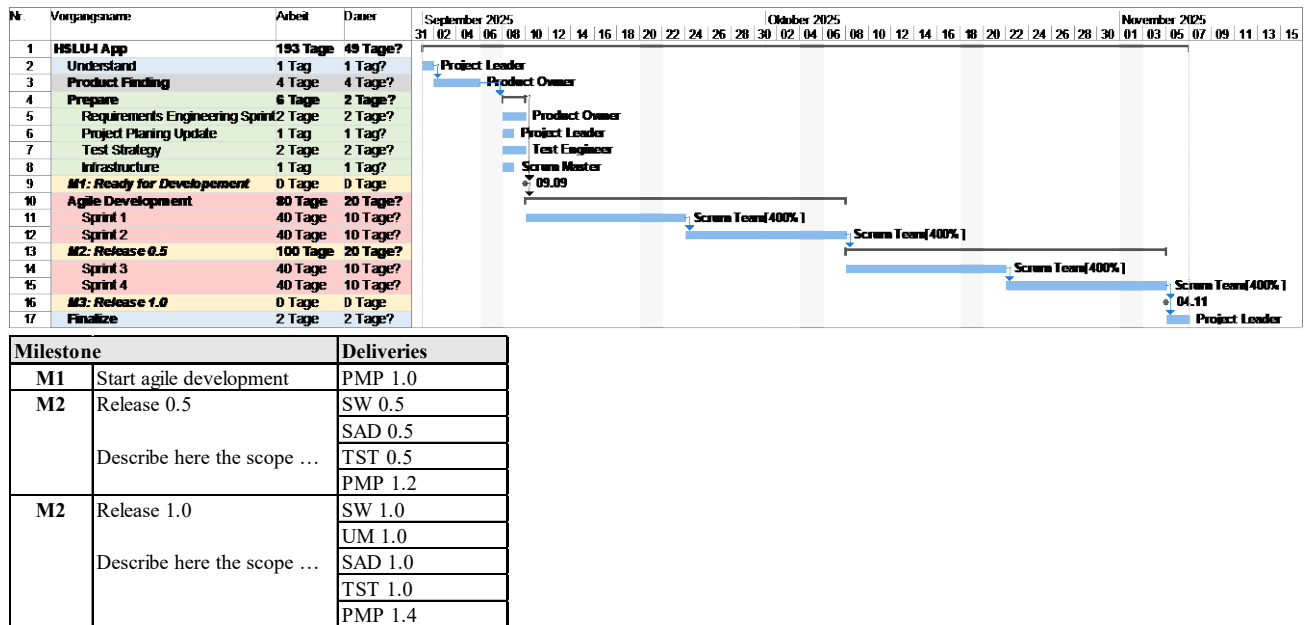 Nr. Vorgangsname Arbeit Dauer September 2025 Oktober 2025 November 2025
31 02 04 06 08 10 12 14 16 18 20 22 24 26 28 30 02 04 06 08 10 12 14 16 18 20 22 24 26 28 30 01 03 05 07 09 11 13 15
1 HSLU-I App 193 Tage 49 Tage?
2 Understand 1 Tag 1 Tag? Project Leader
3 Product Finding 4 Tage 4 Tage? Product Owner
4 Prepare 6 Tage 2 Tage?
5 Requirements Engineering Sprint 2 Tage 2 Tage? Product Owner
6 Project Planing Update 1 Tag 1 Tag? Project Leader
7 Test Strategy 2 Tage 2 Tage? Test Engineer
8 Infrastructure 1 Tag 1 Tag? Scrum Master
9 M1: Ready for Developement 0 Tage 0 Tage 09.09
10 Agile Development 80 Tage 20 Tage?
11 Sprint 1 40 Tage 10 Tage? Scrum Team[400%]
12 Sprint 2 40 Tage 10 Tage? Scrum Team[400%]
13 M2: Release 0.5 100 Tage 20 Tage?
14 Sprint 3 40 Tage 10 Tage? Scrum Team[400%]
15 Sprint 4 40 Tage 10 Tage? Scrum Team[400%]
16 M3: Release 1.0 0 Tage 0 Tage 04.11
17 Finalize 2 Tage 2 Tage? Project Leader
Milestone Deliveries
M1 Start agile development PMP 1.0
M2 Release 0.5 SW 0.5
SAD 0.5
Describe here the scope … TST 0.5
PMP 1.2
M2 Release 1.0 SW 1.0
UM 1.0
Describe here the scope … SAD 1.0
TST 1.0
PMP 1.4